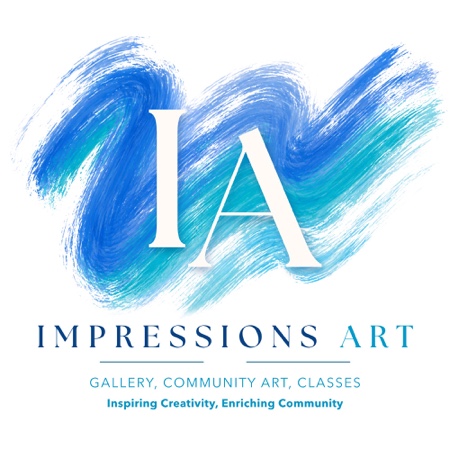 IA
IMPRESSIONS ART
GALLERY, COMMUNITY ART, CLASSES
Inspiring Creativity, Enriching Community